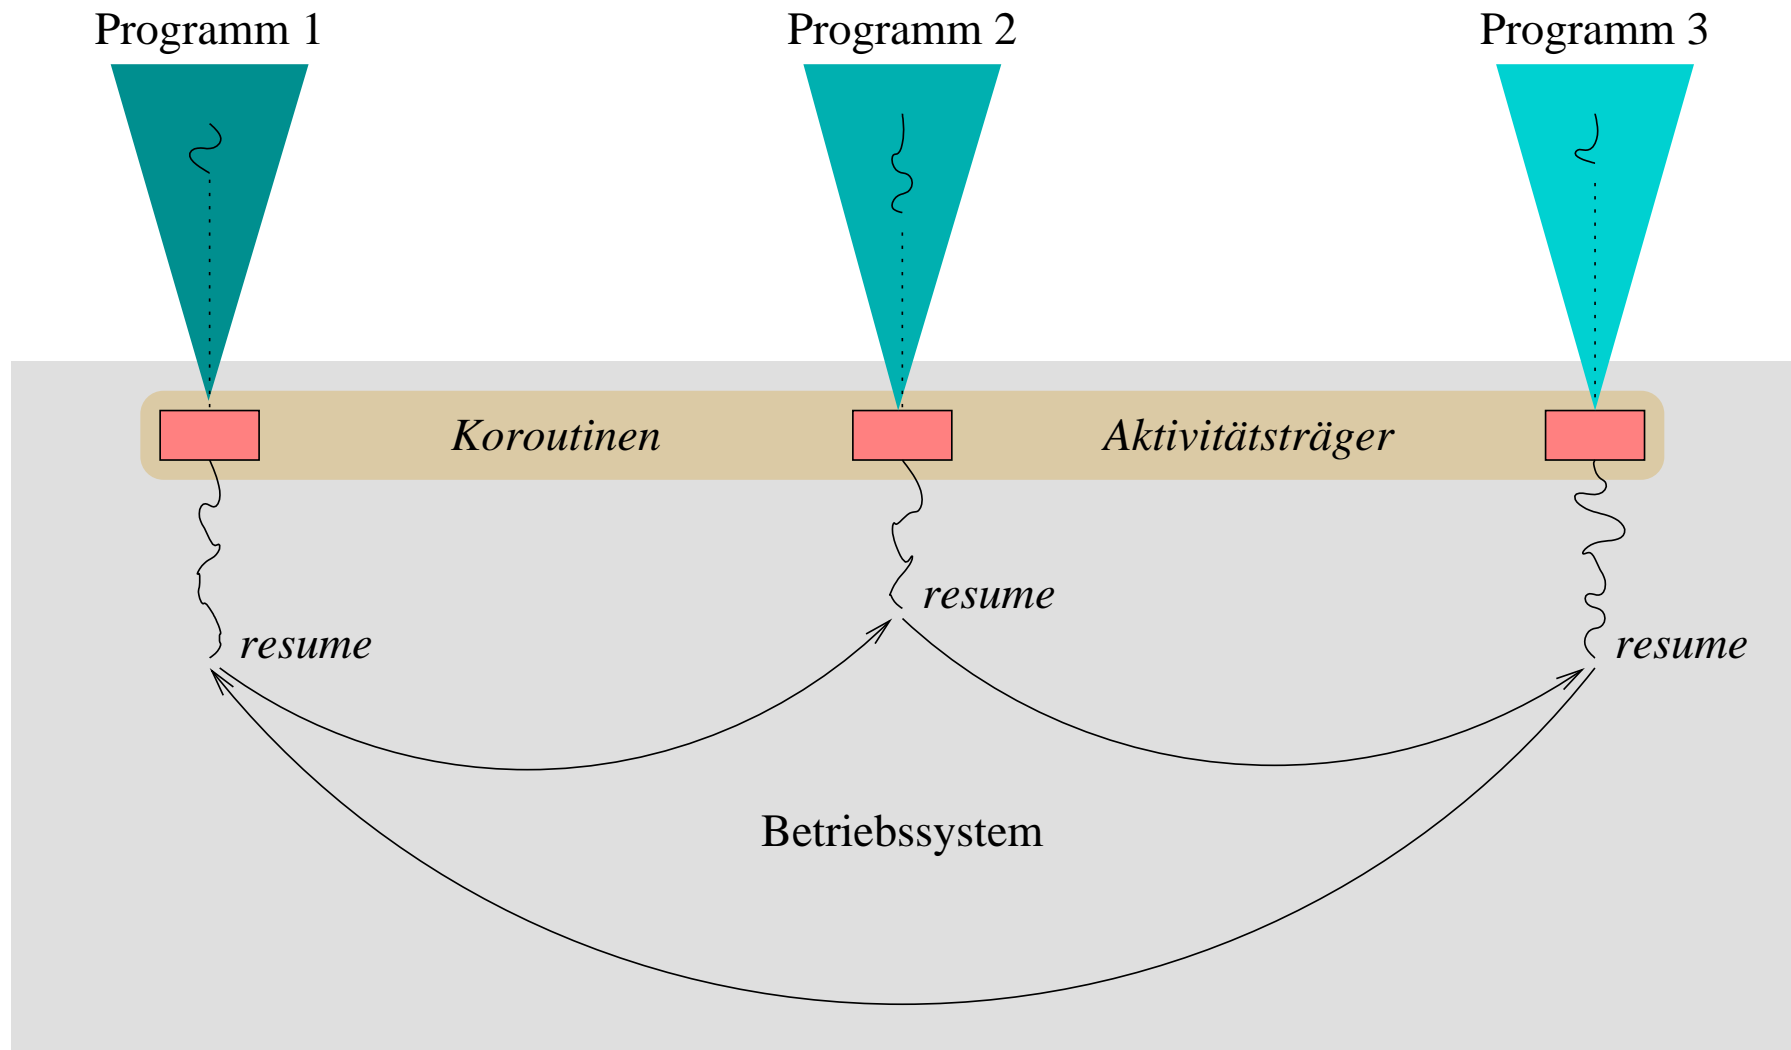 Programm 1
Programm 2
Programm 3
Koroutinen
Aktivitätsträger
resume
resume
resume
Betriebssystem